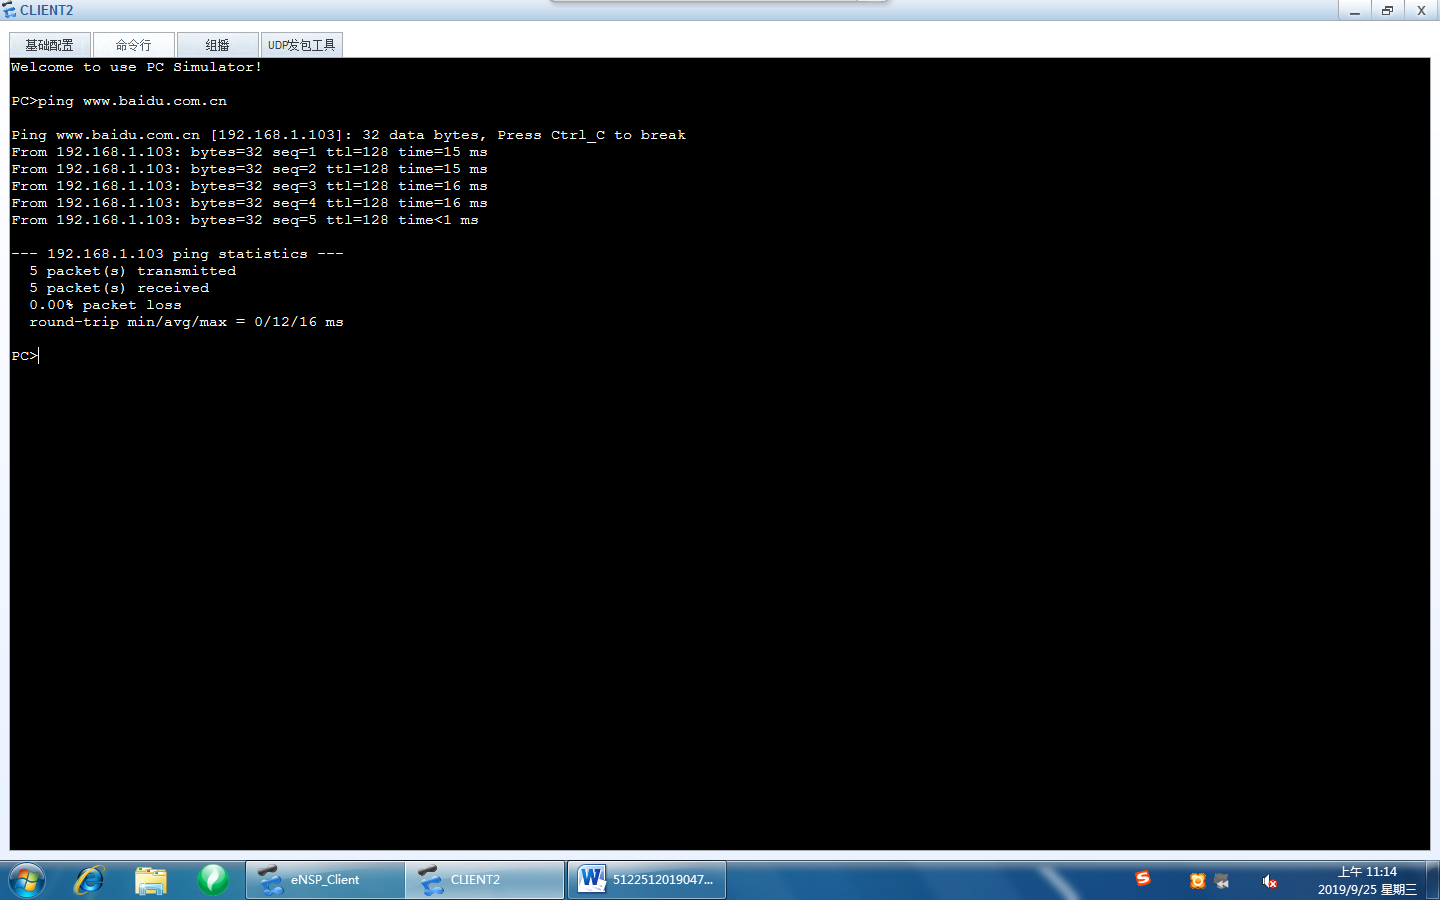 CLIENT2
基础配置 命令行 组播 UDP发包工具
Welcome to use PC Simulator!
PC>ping www.baidu.com.cn
Ping www.baidu.com.cn [192.168.1.103]: 32 data bytes, Press Ctrl_C to break
From 192.168.1.103: bytes=32 seq=1 ttl=128 time=15 ms
From 192.168.1.103: bytes=32 seq=2 ttl=128 time=15 ms
From 192.168.1.103: bytes=32 seq=3 ttl=128 time=16 ms
From 192.168.1.103: bytes=32 seq=4 ttl=128 time=16 ms
From 192.168.1.103: bytes=32 seq=5 ttl=128 time<1 ms
--- 192.168.1.103 ping statistics ---
5 packet(s) transmitted
5 packet(s) received
0.00% packet loss
round-trip min/avg/max = 0/12/16 ms
PC>
eNSP_Client CLIENT2 5122512019047... 上午 11:14
2019/9/25 星期三